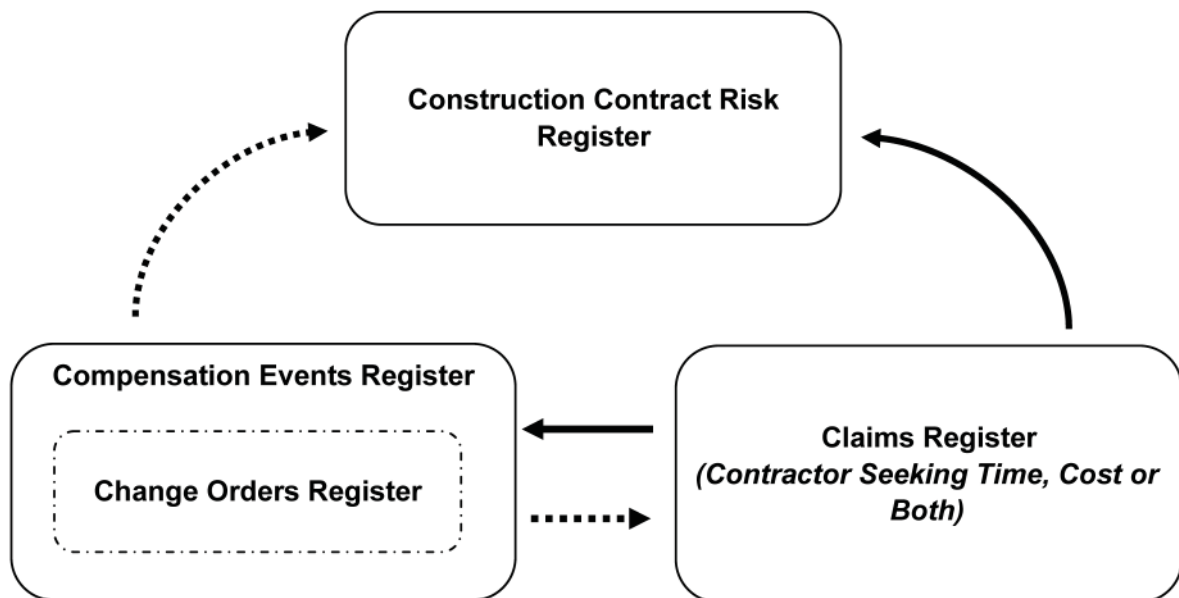 Construction Contract Risk
Register
Compensation Events Register
Change Orders Register
Claims Register
(Contractor Seeking Time, Cost or
Both)